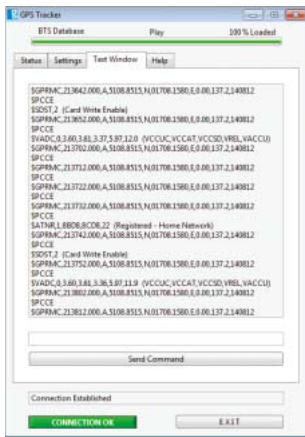 GPS Tracker
BTS Database Play 100 % Loaded
Status Settings Text Window Help
$GPRMC,213642.000,A,5108.8515,N,01708.1580,E,0.00,137.2,140812
$PCCE
$SDST,2 (Card Write Enable)
$GPRMC,213652.000,A,5108.8515,N,01708.1580,E,0.00,137.2,140812
$PCCE
$VADC,0,3.60,3.81,3.37,5.97,12.0 (VCCUC,VCCAT,VCCSD,VREL,VACCU)
$GPRMC,213702.000,A,5108.8515,N,01708.1580,E,0.00,137.2,140812
$PCCE
$GPRMC,213712.000,A,5108.8515,N,01708.1580,E,0.00,137.2,140812
$PCCE
$GPRMC,213722.000,A,5108.8515,N,01708.1580,E,0.00,137.2,140812
$PCCE
$GPRMC,213732.000,A,5108.8515,N,01708.1580,E,0.00,137.2,140812
$ATNR,1,BBDB,BCDB,22 (Registered - Home Network)
$GPRMC,213742.000,A,5108.8515,N,01708.1580,E,0.00,137.2,140812
$PCCE
$SDST,2 (Card Write Enable)
$GPRMC,213752.000,A,5108.8515,N,01708.1580,E,0.00,137.2,140812
$PCCE
$VADC,0,3.60,3.81,3.36,5.97,11.9 (VCCUC,VCCAT,VCCSD,VREL,VACCU)
$GPRMC,213802.000,A,5108.8515,N,01708.1580,E,0.00,137.2,140812
$PCCE
$GPRMC,213812.000,A,5108.8515,N,01708.1580,E,0.00,137.2,140812
Send Command
Connection Established
CONNECTION OK EXIT